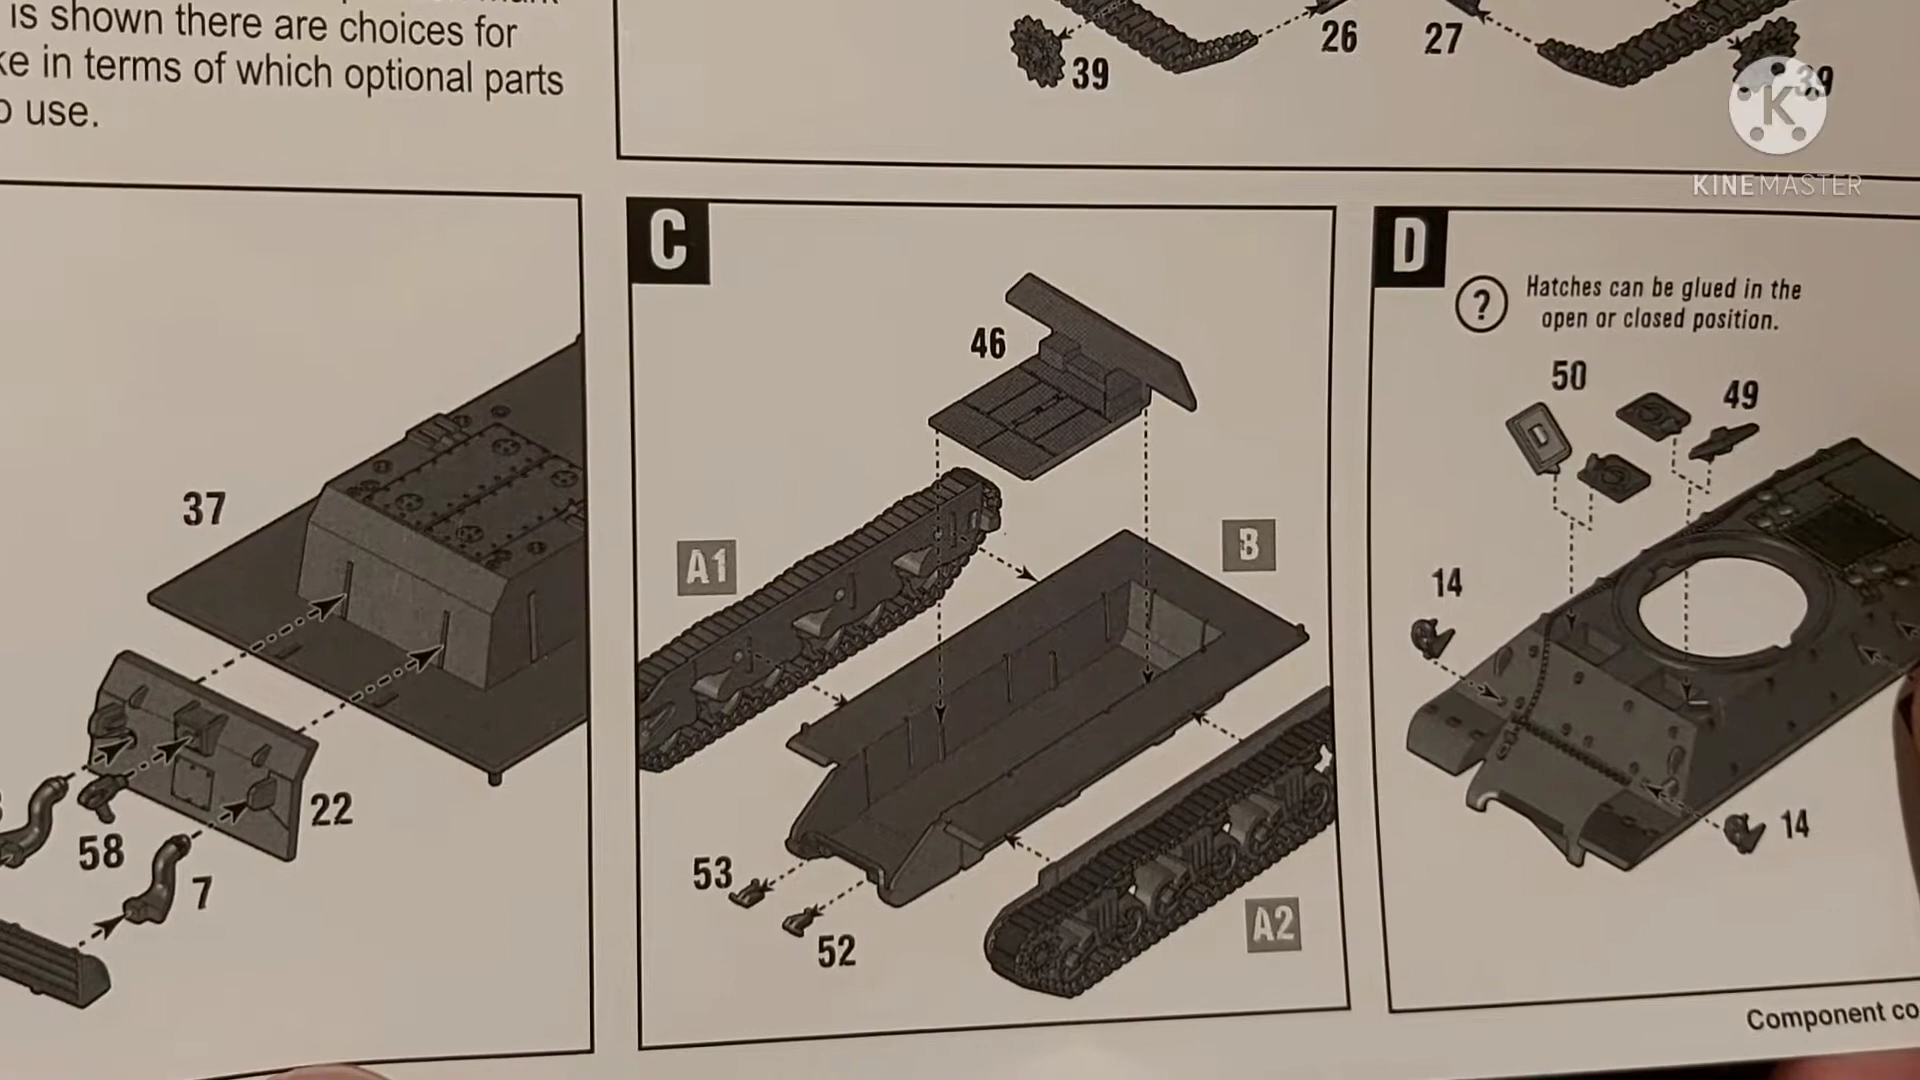 is shown there are choices for
in terms of which optional parts
use.
39
26
27
39
K
KINEMASTER
37
22
58
7
C
46
A1
B
53
52
A2
D
?
Hatches can be glued in the
open or closed position.
50
49
14
14
Component